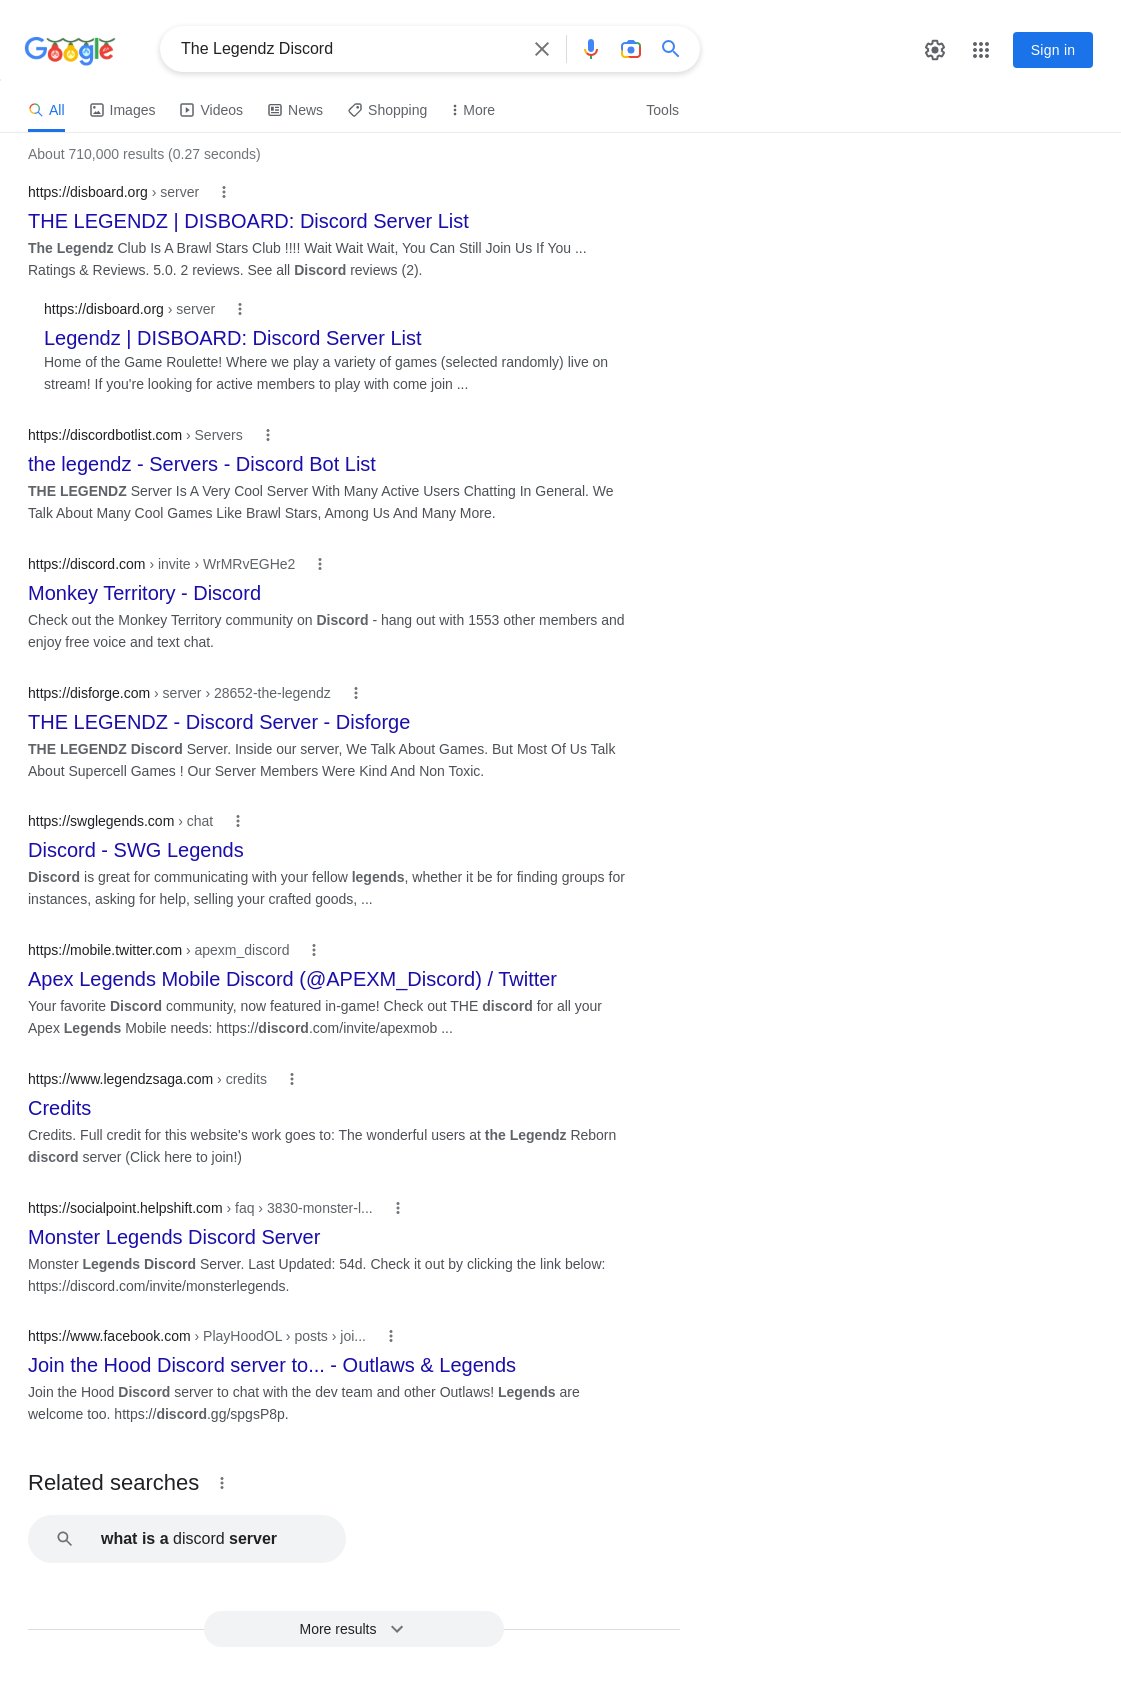 Google
The Legendz Discord
Sign in
All Images Videos News Shopping More Tools
About 710,000 results (0.27 seconds)
https://disboard.org › server
THE LEGENDZ | DISBOARD: Discord Server List
The Legendz Club Is A Brawl Stars Club !!!! Wait Wait Wait, You Can Still Join Us If You ...
Ratings & Reviews. 5.0. 2 reviews. See all Discord reviews (2).
https://disboard.org › server
Legendz | DISBOARD: Discord Server List
Home of the Game Roulette! Where we play a variety of games (selected randomly) live on
stream! If you're looking for active members to play with come join ...
https://discordbotlist.com › Servers
the legendz - Servers - Discord Bot List
THE LEGENDZ Server Is A Very Cool Server With Many Active Users Chatting In General. We
Talk About Many Cool Games Like Brawl Stars, Among Us And Many More.
https://discord.com › invite › WrMRvEGHe2
Monkey Territory - Discord
Check out the Monkey Territory community on Discord - hang out with 1553 other members and
enjoy free voice and text chat.
https://disforge.com › server › 28652-the-legendz
THE LEGENDZ - Discord Server - Disforge
THE LEGENDZ Discord Server. Inside our server, We Talk About Games. But Most Of Us Talk
About Supercell Games ! Our Server Members Were Kind And Non Toxic.
https://swglegends.com › chat
Discord - SWG Legends
Discord is great for communicating with your fellow legends, whether it be for finding groups for
instances, asking for help, selling your crafted goods, ...
https://mobile.twitter.com › apexm_discord
Apex Legends Mobile Discord (@APEXM_Discord) / Twitter
Your favorite Discord community, now featured in-game! Check out THE discord for all your
Apex Legends Mobile needs: https://discord.com/invite/apexmob ...
https://www.legendzsaga.com › credits
Credits
Credits. Full credit for this website's work goes to: The wonderful users at the Legendz Reborn
discord server (Click here to join!)
https://socialpoint.helpshift.com › faq › 3830-monster-l...
Monster Legends Discord Server
Monster Legends Discord Server. Last Updated: 54d. Check it out by clicking the link below:
https://discord.com/invite/monsterlegends.
https://www.facebook.com › PlayHoodOL › posts › joi...
Join the Hood Discord server to... - Outlaws & Legends
Join the Hood Discord server to chat with the dev team and other Outlaws! Legends are
welcome too. https://discord.gg/spgsP8p.
Related searches
what is a discord server
More results